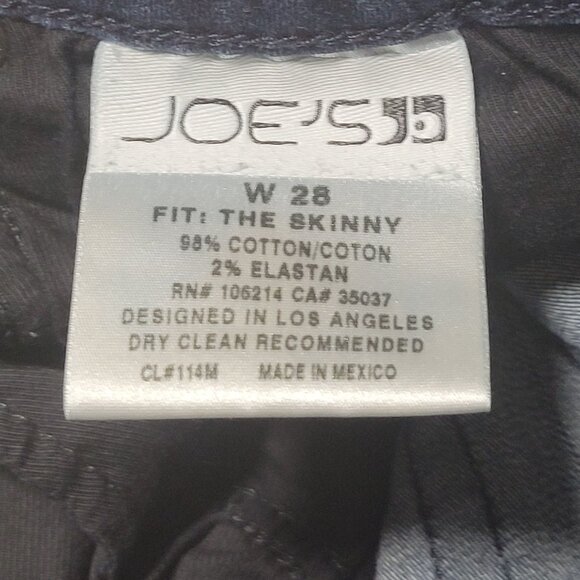 JOE'S
W 28
FIT: THE SKINNY
98% COTTON/COTON
2% ELASTAN
RN# 106214 CA# 35037
DESIGNED IN LOS ANGELES
DRY CLEAN RECOMMENDED
CL#114M MADE IN MEXICO